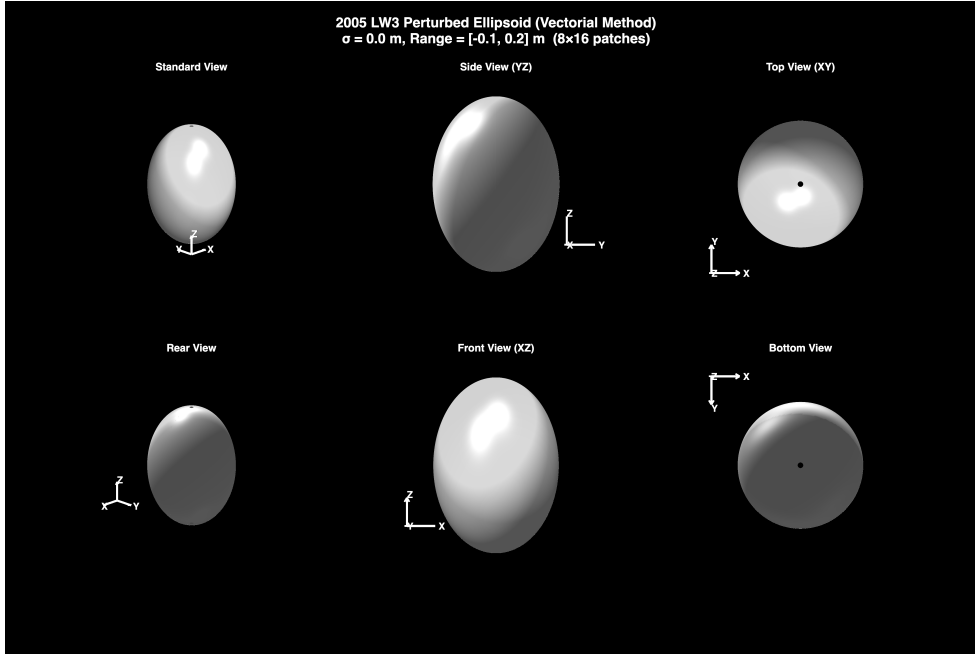 2005 LW3 Perturbed Ellipsoid (Vectorial Method)
σ = 0.0 m, Range = [-0.1, 0.2] m (8×16 patches)
Standard View
Side View (YZ)
Top View (XY)
Z
Y
X
Z
X
Y
Y
Z
X
Rear View
Front View (XZ)
Bottom View
Z
X
Y
Z
Y
X
Z
X
Y